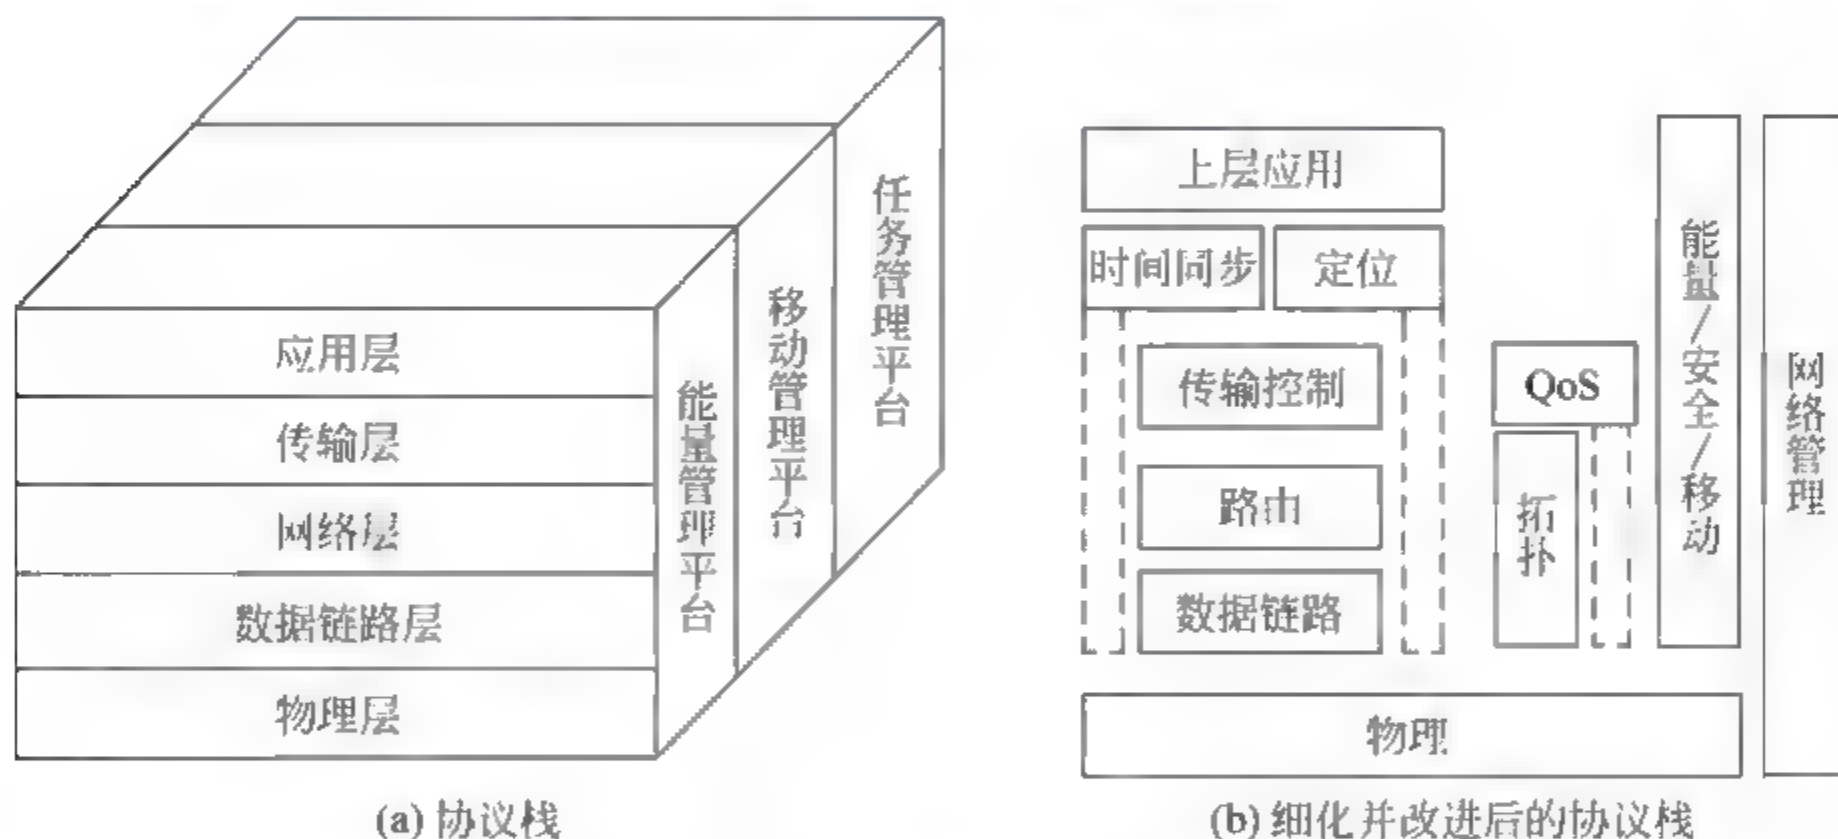 应用层
传输层
网络层
数据链路层
物理层
能量管理平台
移动管理平台
任务管理平台
(a) 协议栈
上层应用
时间同步
定位
传输控制
路由
数据链路
QoS
拓扑
能量/安全/移动
网络管理
物理
(b) 细化并改进后的协议栈